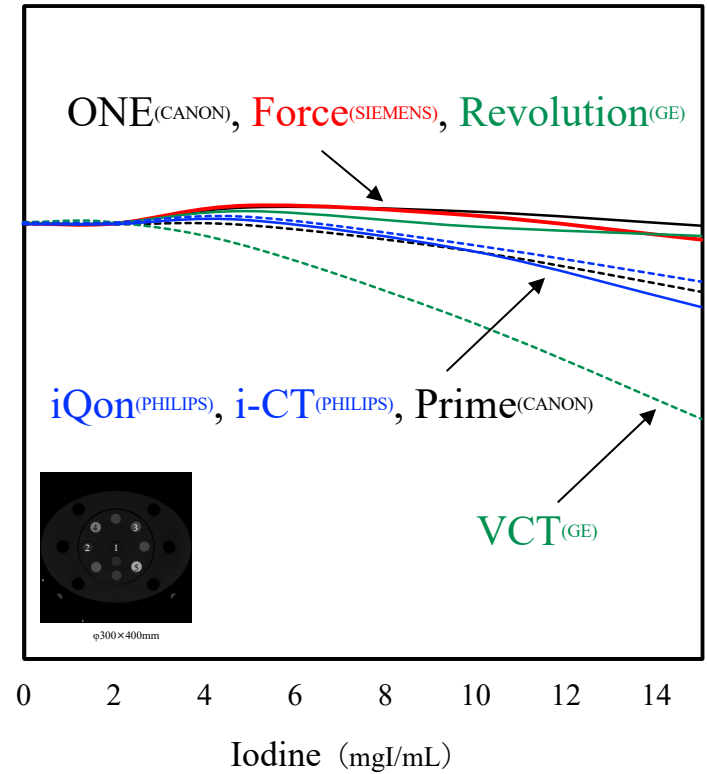 ONE(CANON), Force(SIEMENS), Revolution(GE)
iQon(PHILIPS), i-CT(PHILIPS), Prime(CANON)
VCT(GE)
4 3
2 1
5
φ300×400mm
0 2 4 6 8 10 12 14
Iodine（mgI/mL）